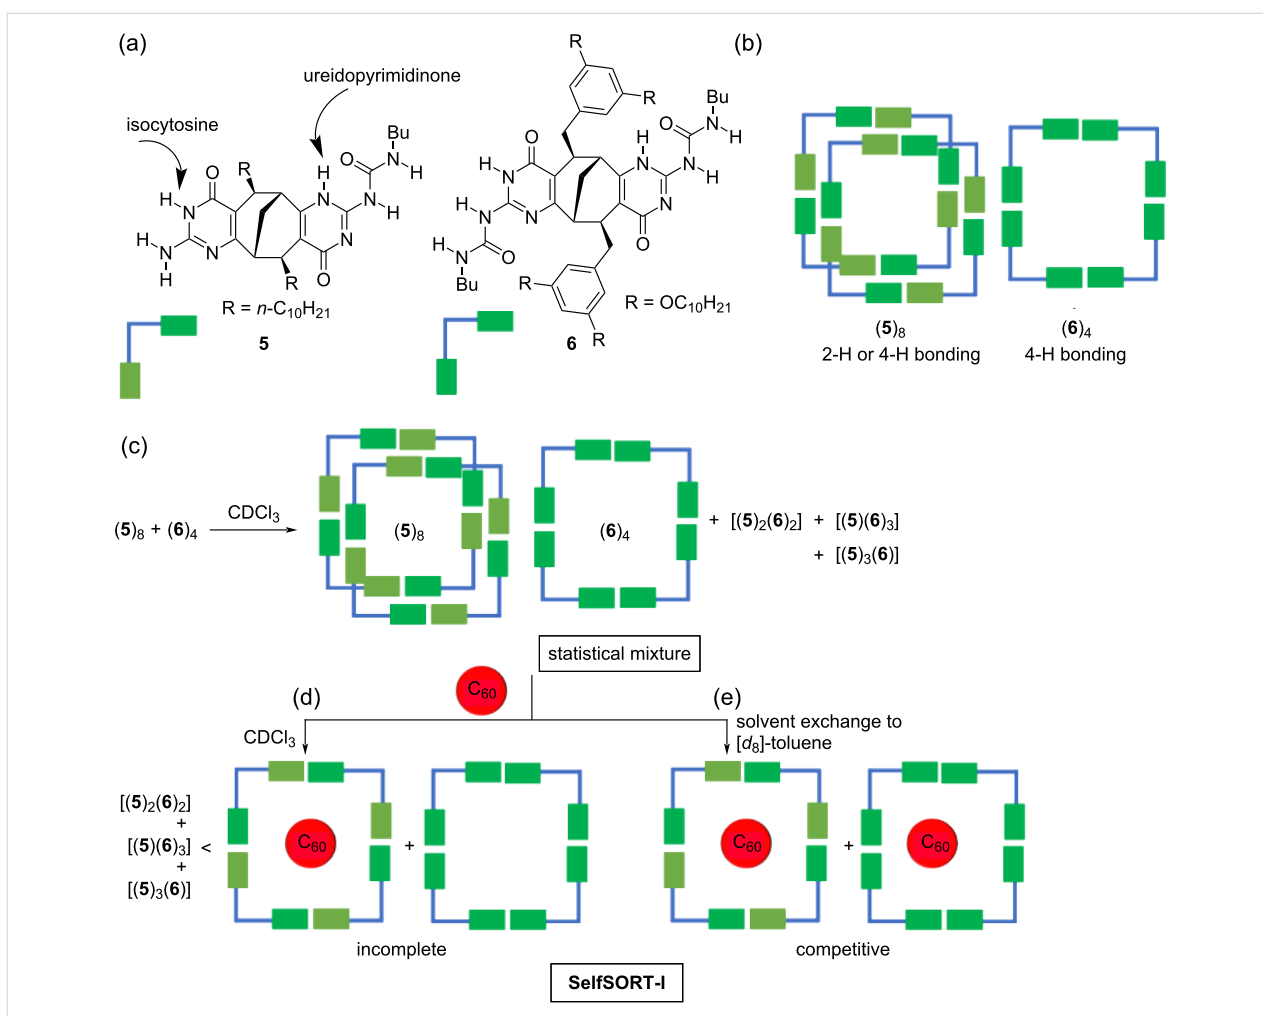 (a)
ureidopyrimidinone
isocytosine
R
H
O
N
H
N
H
N
H
N
R
O
H
N
N
N
H
O
N
H
Bu
R = n-C10H21
5
R
R
Bu
N
H
O
H
N
N
H
N
O
O
H
N
N
H
N
H
N
O
Bu
R
R
R = OC10H21
6
(b)
(5)8
2-H or 4-H bonding
(6)4
4-H bonding
(c)
(5)8 + (6)4
CDCl3
(5)8
(6)4
+ [(5)2(6)2] + [(5)(6)3]
+ [(5)3(6)]
statistical mixture
C60
(d)
CDCl3
(e)
solvent exchange to
[d8]-toluene
[(5)2(6)2]
+
[(5)(6)3] <
+
[(5)3(6)]
C60
+
C60
+
C60
incomplete
competitive
SelfSORT-I